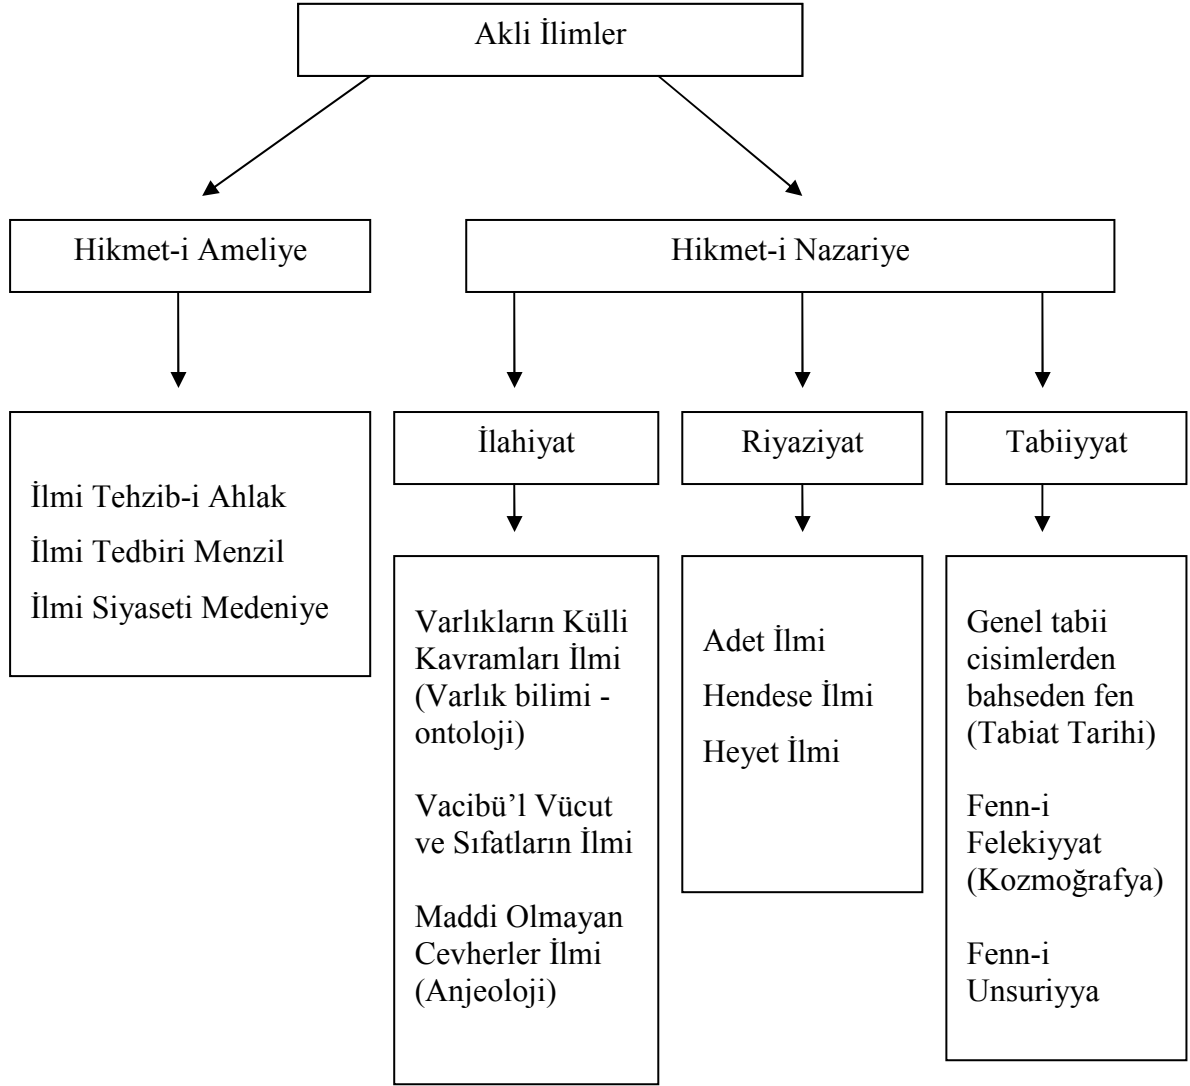 Akli İlimler
Hikmet-i Ameliye
Hikmet-i Nazariye
İlmi Tehzib-i Ahlak
İlmi Tedbiri Menzil
İlmi Siyaseti Medeniye
İlahiyat
Varlıkların Külli
Kavramları İlmi
(Varlık bilimi -
ontoloji)
Vacibü’l Vücut
ve Sıfatların İlmi
Maddi Olmayan
Cevherler İlmi
(Anjeoloji)
Riyaziyat
Adet İlmi
Hendese İlmi
Heyet İlmi
Tabiiyyat
Genel tabii
cisimlerden
bahseden fen
(Tabiat Tarihi)
Fenn-i
Felekiyyat
(Kozmoğrafya)
Fenn-i
Unsuriyya